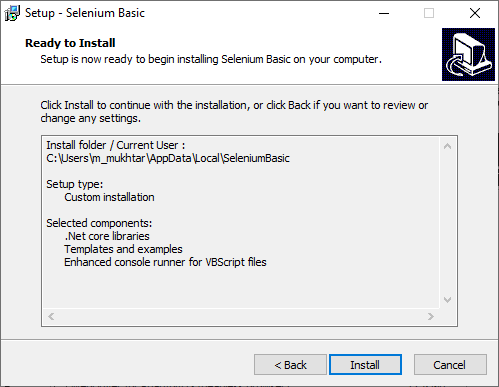 Setup - Selenium Basic
Ready to Install
Setup is now ready to begin installing Selenium Basic on your computer.
Click Install to continue with the installation, or click Back if you want to review or
change any settings.
Install folder / Current User :
C:\Users\m_mukhtar\AppData\Local\SeleniumBasic
Setup type:
Custom installation
Selected components:
.Net core libraries
Templates and examples
Enhanced console runner for VBScript files
< Back
Install
Cancel